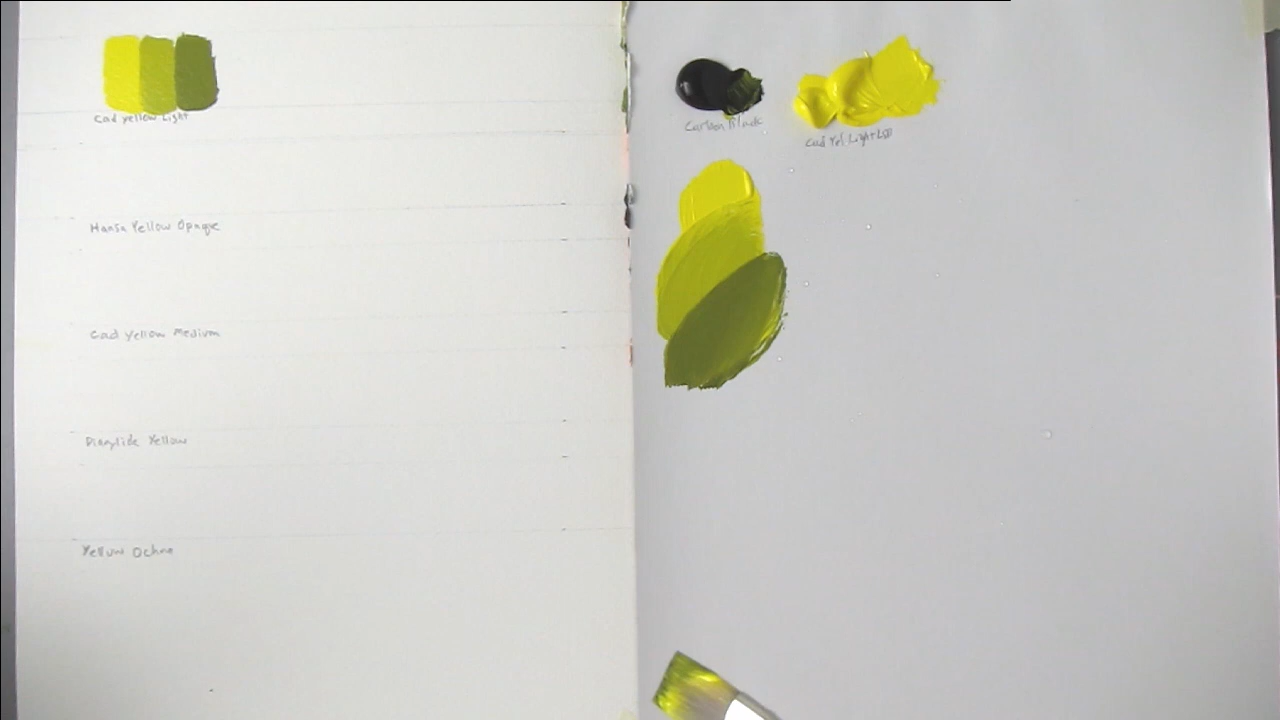 Cad yellow Light
Hansa Yellow Opaque
Cad Yellow Medium
Diarylide Yellow
Yellow Ochre
Carbon Black
Cad Yel Light